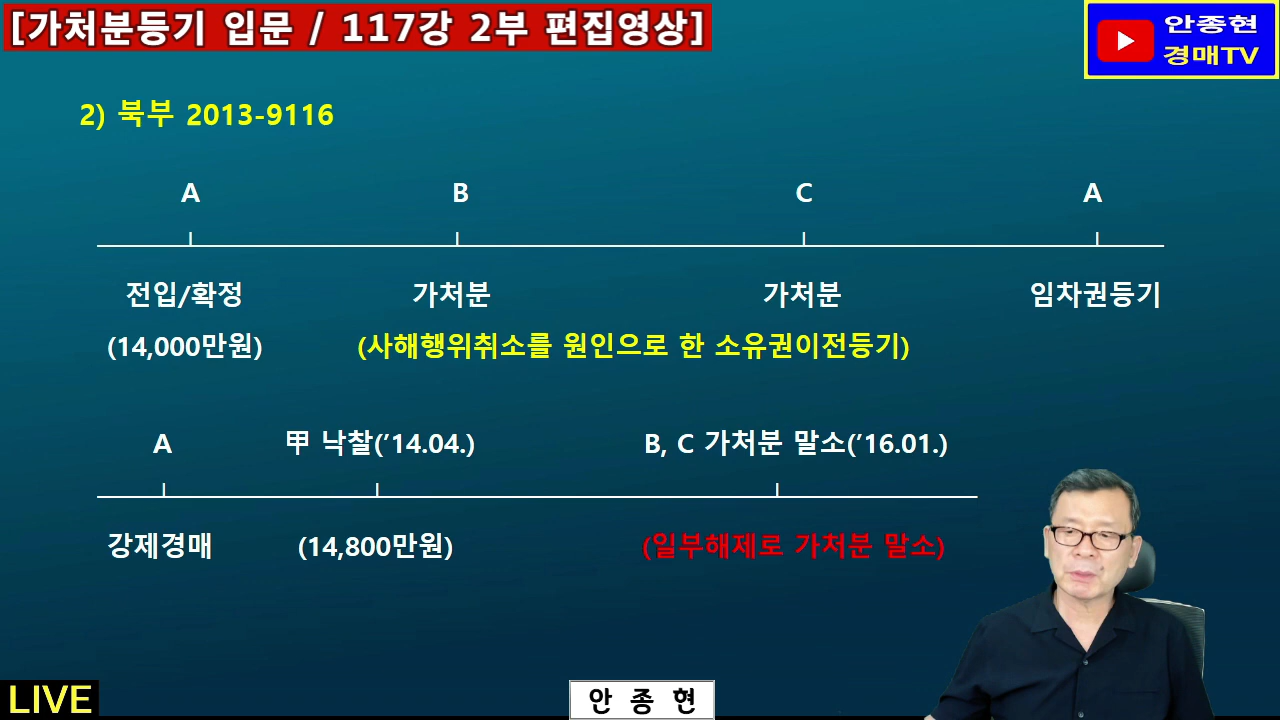 [가처분등기 입문 / 117강 2부 편집영상]
안종현
경매TV
2) 북부 2013-9116
A B C A
전입/확정 가처분 가처분 임차권등기
(14,000만원) (사해행위취소를 원인으로 한 소유권이전등기)
A 甲 낙찰('14.04.) B, C 가처분 말소('16.01.)
강제경매 (14,800만원) (일부해제로 가처분 말소)
LIVE
안 종 현